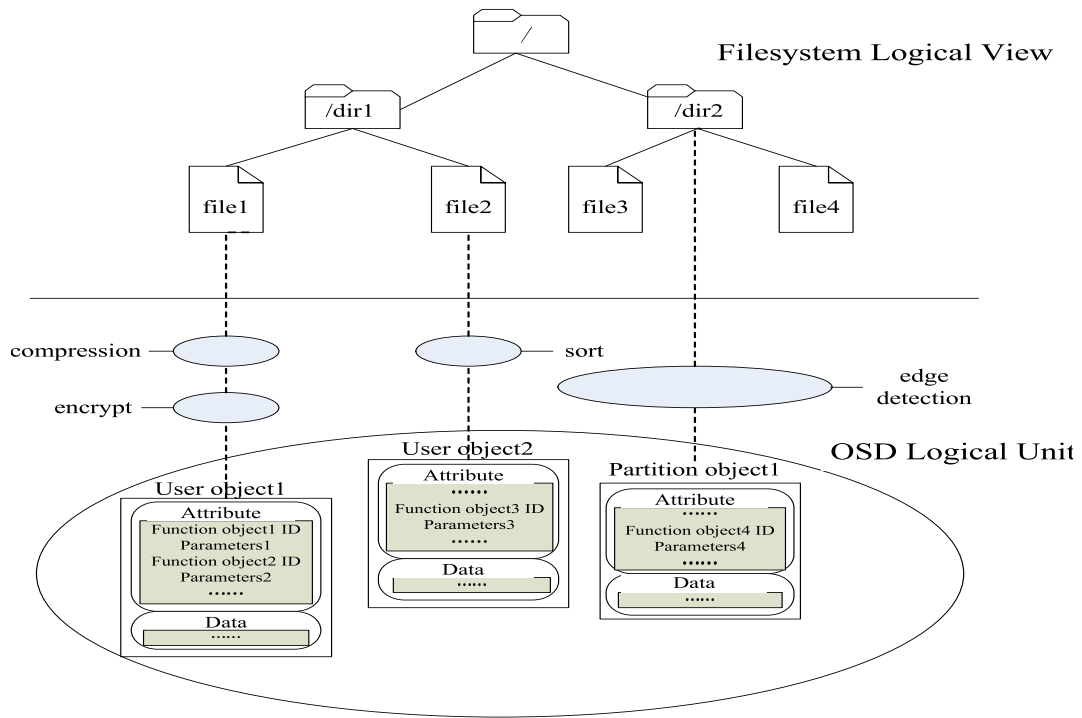 /
Filesystem Logical View
/dir1
/dir2
file1
file2
file3
file4
compression
sort
edge
detection
encrypt
OSD Logical Unit
User object1
Attribute
Function object1 ID
Parameters1
Function object2 ID
Parameters2
......
Data
......
User object2
Attribute
......
Function object3 ID
Parameters3
......
Data
......
Partition object1
Attribute
......
Function object4 ID
Parameters4
......
Data
......